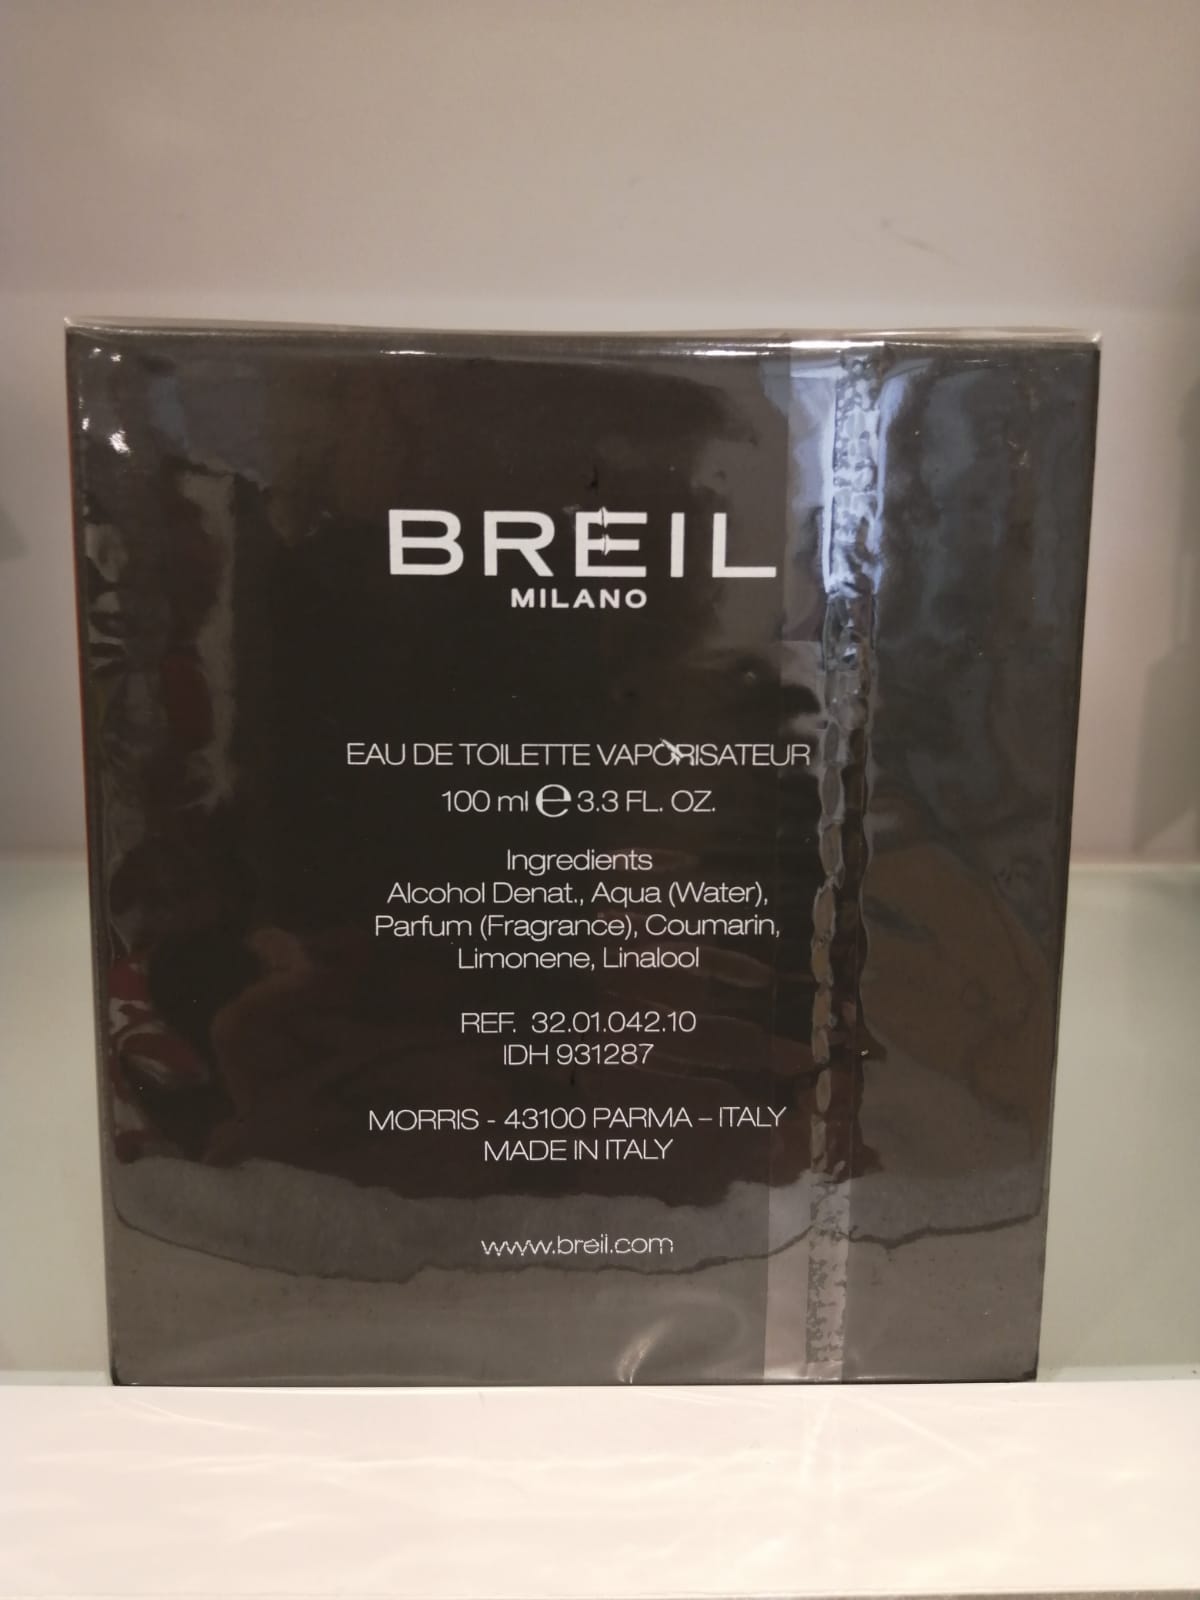 BREIL
MILANO
EAU DE TOILETTE VAPORISATEUR
100 ml ℮ 3.3 FL. OZ.
Ingredients
Alcohol Denat., Aqua (Water),
Parfum (Fragrance), Coumarin,
Limonene, Linalool
REF. 32.01.042.10
IDH 931287
MORRIS - 43100 PARMA – ITALY
MADE IN ITALY
www.breil.com